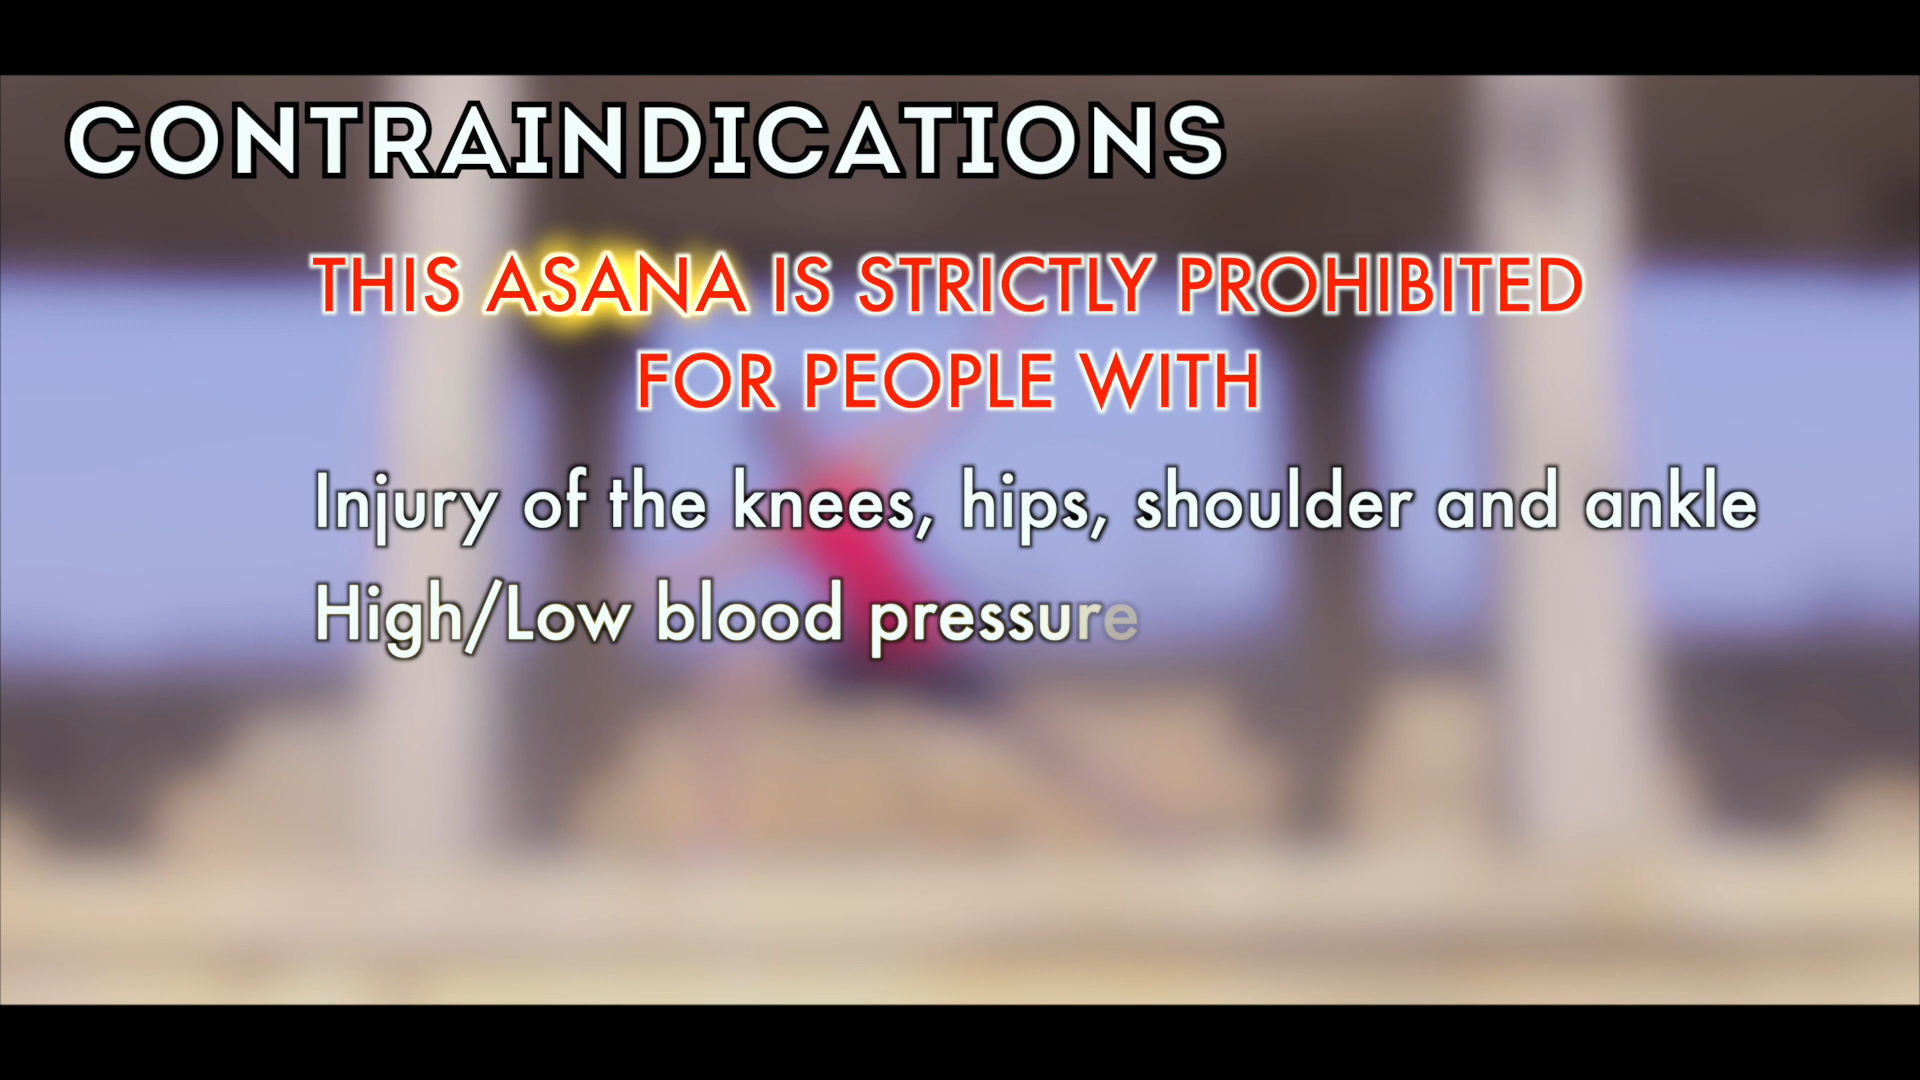 CONTRAINDICATIONS
THIS ASANA IS STRICTLY PROHIBITED
FOR PEOPLE WITH
Injury of the knees, hips, shoulder and ankle
High/Low blood pressure